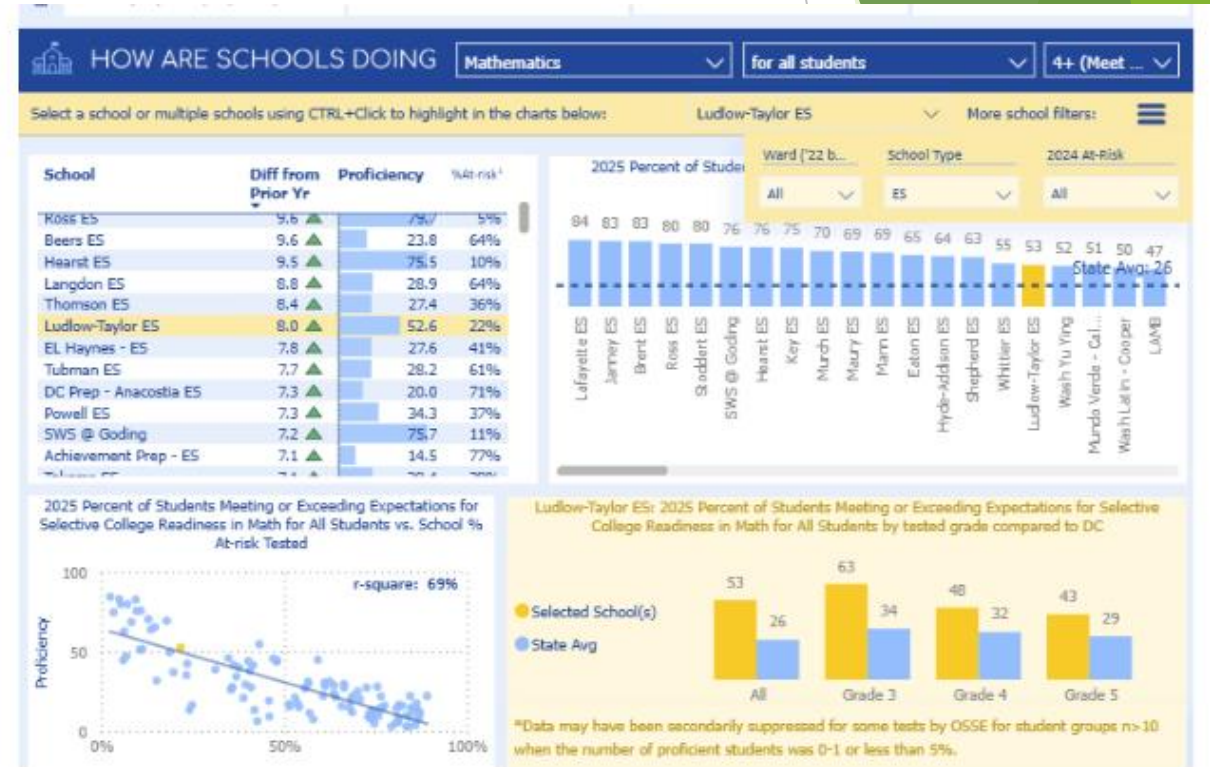 HOW ARE SCHOOLS DOING
Mathematics
for all students
4+ (Meet ...
Select a school or multiple schools using CTRL+Click to highlight in the charts below:
Ludlow-Taylor ES
More school filters:
Ward ('22 b...
School Type
2024 At-Risk
All
ES
All
School Diff from Prior Yr Proficiency %At-risk¹
Ross ES 9.6 79.7 5%
Beers ES 9.6 23.8 64%
Hearst ES 9.5 75.5 10%
Langdon ES 8.8 28.9 64%
Thomson ES 8.4 27.4 36%
Ludlow-Taylor ES 8.0 52.6 22%
EL Haynes - ES 7.8 27.6 41%
Tubman ES 7.7 28.2 61%
DC Prep - Anacostia ES 7.3 20.0 71%
Powell ES 7.3 34.3 37%
SWS @ Goding 7.2 75.7 11%
Achievement Prep - ES 7.1 14.5 77%
2025 Percent of Stude
84 83 83 80 80 76 76 75 70 69 69 65 64 63 55 53 52 51 50 47
State Avg: 26
Lafayette ES
Janney ES
Brent ES
Ross ES
Stoddert ES
SWS @ Goding
Hearst ES
Key ES
Murch ES
Maury ES
Mann ES
Eaton ES
Hyde-Addison ES
Shepherd ES
Whittier ES
Ludlow-Taylor ES
Wash Yu Ying
Mundo Verde - Cal...
Wash Latin - Cooper
LAMB
2025 Percent of Students Meeting or Exceeding Expectations for
Selective College Readiness in Math for All Students vs. School %
At-risk Tested
r-square: 69%
Proficiency
100
50
0
0% 50% 100%
Ludlow-Taylor ES: 2025 Percent of Students Meeting or Exceeding Expectations for Selective
College Readiness in Math for All Students by tested grade compared to DC
Selected School(s)
State Avg
53 26 63 34 48 32 43 29
All Grade 3 Grade 4 Grade 5
*Data may have been secondarily suppressed for some tests by OSSE for student groups n>10
when the number of proficient students was 0-1 or less than 5%.